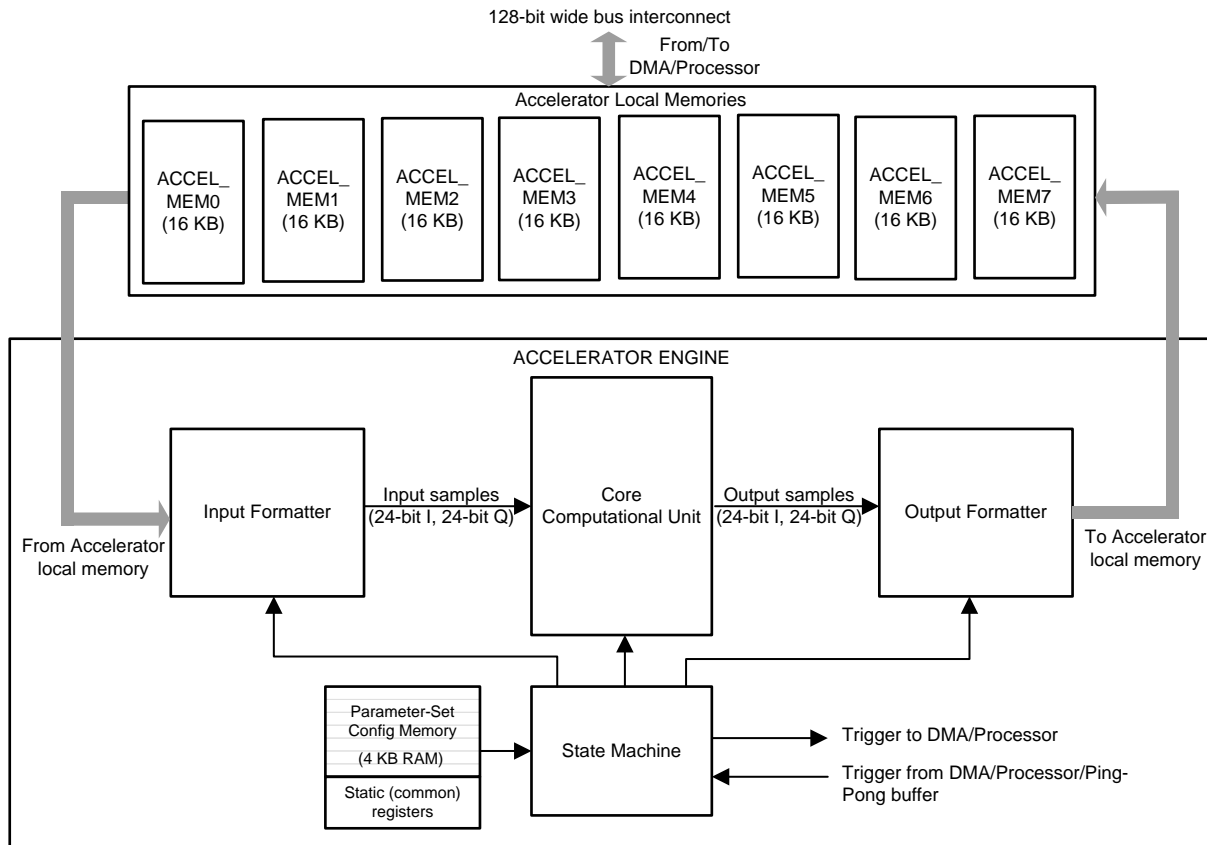 128-bit wide bus interconnect
From/To
DMA/Processor
Accelerator Local Memories
ACCEL_
MEM0
(16 KB)
ACCEL_
MEM1
(16 KB)
ACCEL_
MEM2
(16 KB)
ACCEL_
MEM3
(16 KB)
ACCEL_
MEM4
(16 KB)
ACCEL_
MEM5
(16 KB)
ACCEL_
MEM6
(16 KB)
ACCEL_
MEM7
(16 KB)
ACCELERATOR ENGINE
From Accelerator
local memory
Input Formatter
Input samples
(24-bit I, 24-bit Q)
Core
Computational Unit
Output samples
(24-bit I, 24-bit Q)
Output Formatter
To Accelerator
local memory
Parameter-Set
Config Memory
(4 KB RAM)
Static (common)
registers
State Machine
Trigger to DMA/Processor
Trigger from DMA/Processor/Ping-
Pong buffer